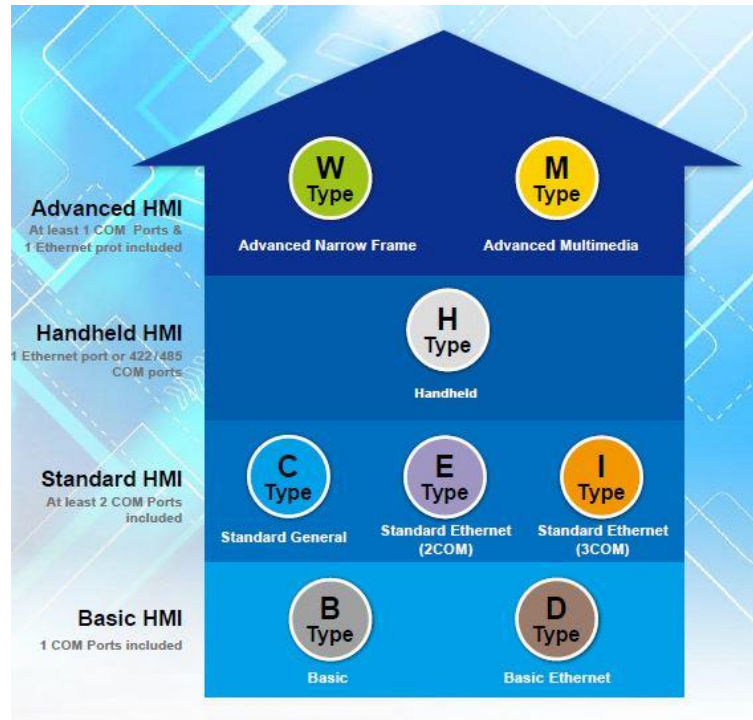 W
Type
M
Type
Advanced HMI
At least 1 COM Ports &
1 Ethernet prot included
Advanced Narrow Frame
Advanced Multimedia
H
Type
Handheld HMI
1 Ethernet port or 422/485
COM ports
Handheld
C
Type
E
Type
I
Type
Standard HMI
At least 2 COM Ports
included
Standard General
Standard Ethernet
(2COM)
Standard Ethernet
(3COM)
B
Type
D
Type
Basic HMI
1 COM Ports included
Basic
Basic Ethernet